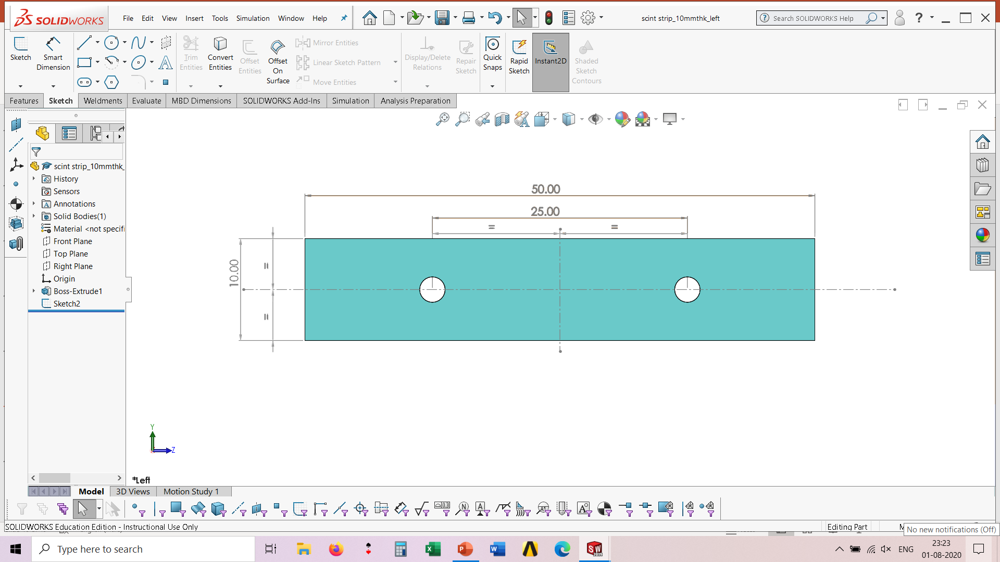 SOLIDWORKS File Edit View Insert Tools Simulation Window Help scint strip_10mmthk_left Search SOLIDWORKS Help ?
Sketch Smart Dimension Trim Entities Convert Entities Offset Entities Offset On Surface Mirror Entities Linear Sketch Pattern Move Entities Display/Delete Relations Repair Sketch Quick Snaps Rapid Sketch Instant2D Shaded Sketch Contours
Features Sketch Weldments Evaluate MBD Dimensions SOLIDWORKS Add-Ins Simulation Analysis Preparation
scint strip_10mmthk_
History
Sensors
Annotations
Solid Bodies(1)
Material <not specifi
Front Plane
Top Plane
Right Plane
Origin
Boss-Extrude1
Sketch2
50.00
25.00
= =
10.00
=
=
Y
Z
*Left
Model 3D Views Motion Study 1
SOLIDWORKS Education Edition - Instructional Use Only Editing Part
No new notifications (Off)
Type here to search ENG 23:23
01-08-2020